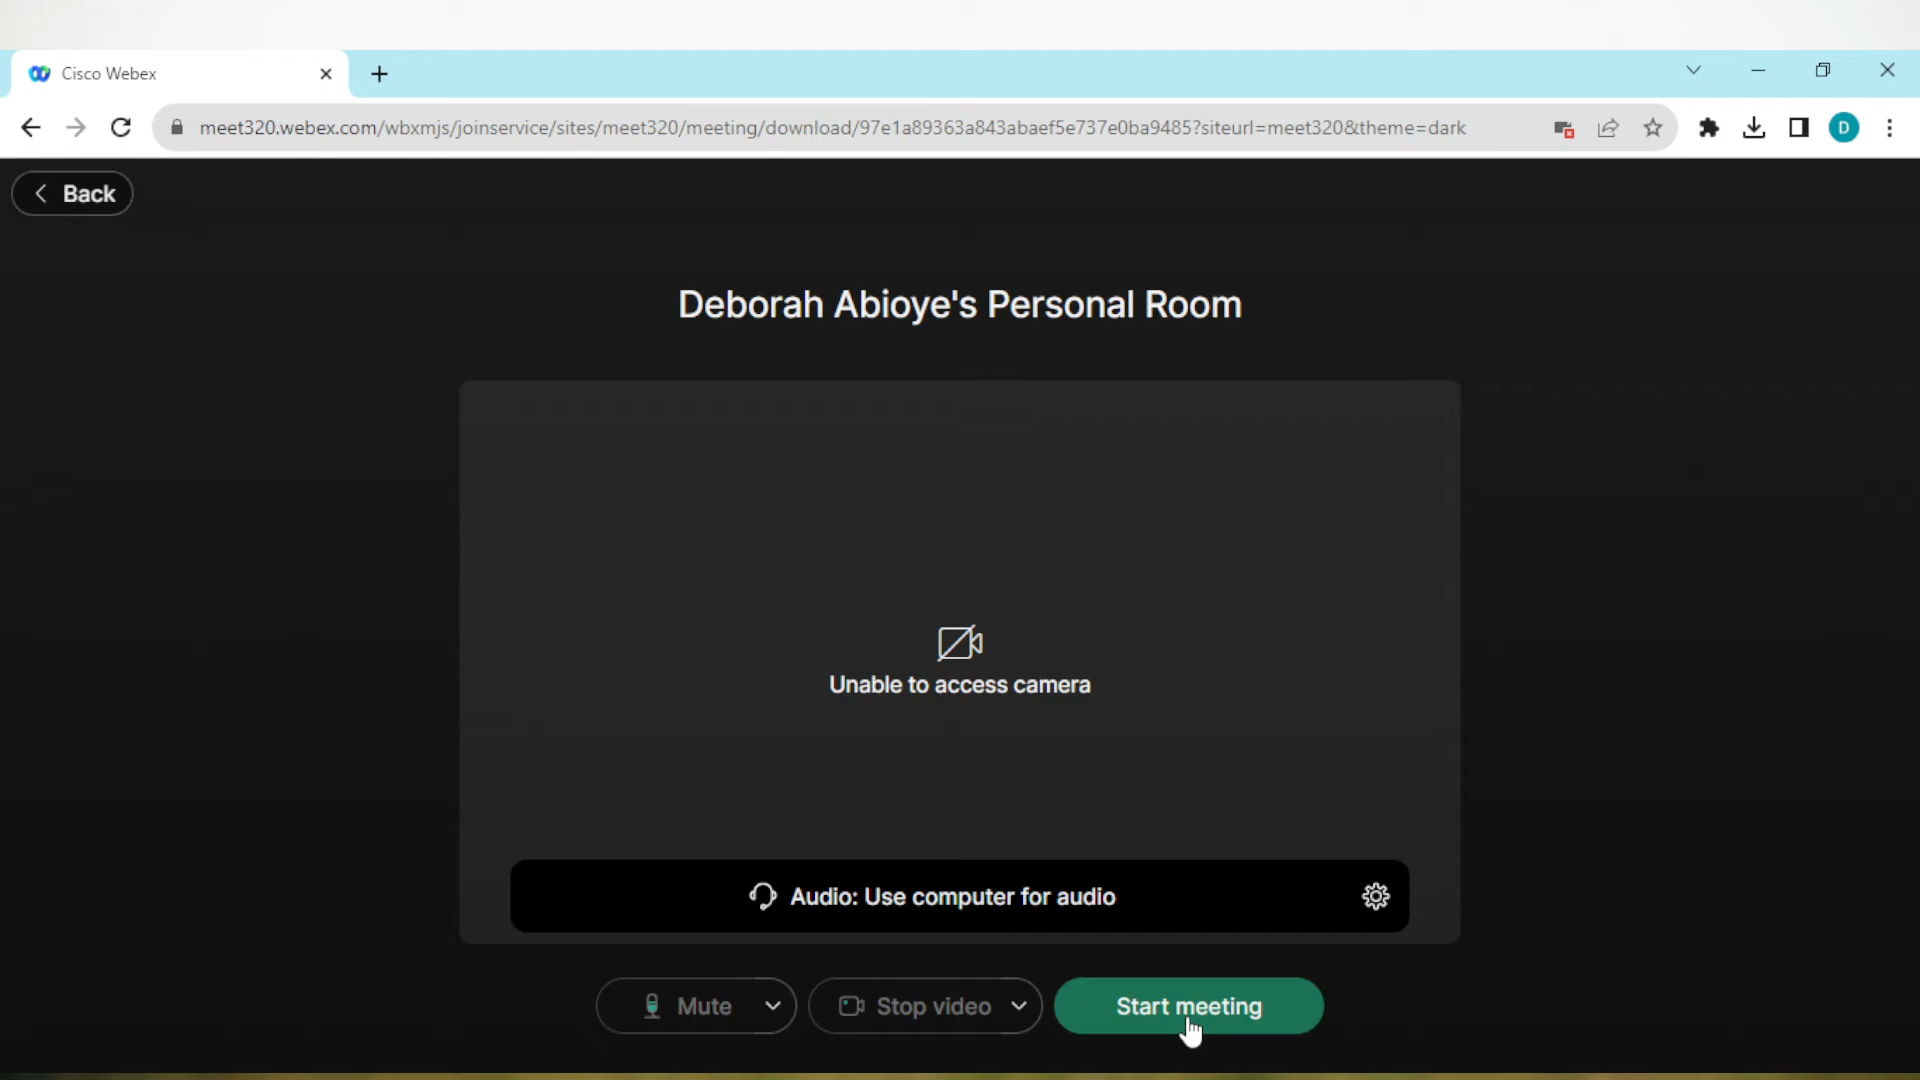 Cisco Webex
meet320.webex.com/wbxmjs/joinservice/sites/meet320/meeting/download/97e1a89363a843abaef5e737e0ba9485?siteurl=meet320&theme=dark
D
Back
Deborah Abioye's Personal Room
Unable to access camera
Audio: Use computer for audio
Mute
Stop video
Start meeting